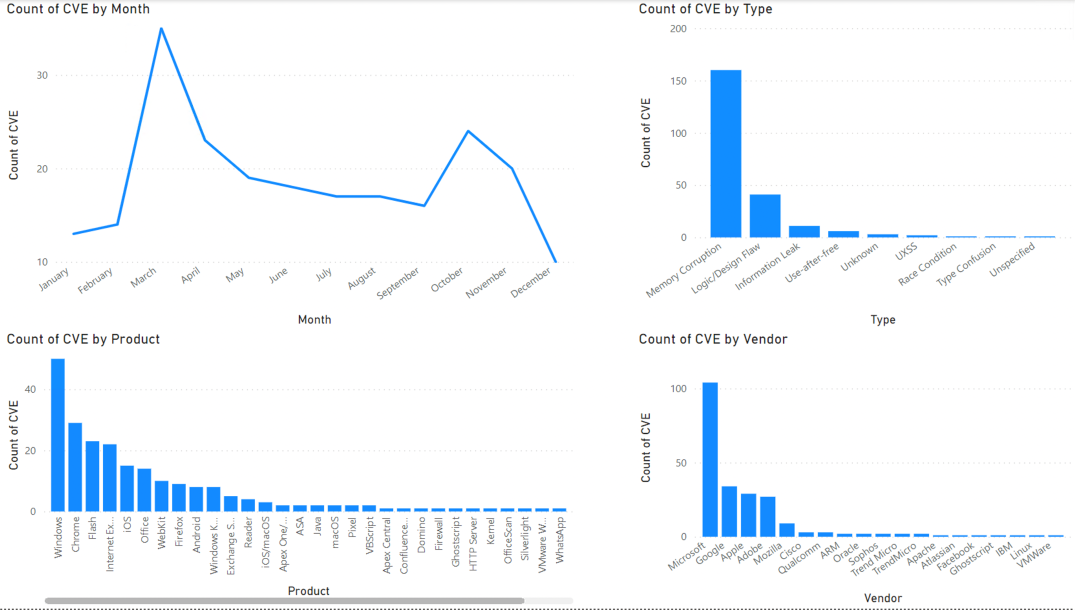 Count of CVE by Month
Count of CVE
30
20
10
January
February
March
April
May
June
July
August
September
October
November
December
Month
Count of CVE by Type
Count of CVE
200
150
100
50
0
Memory Corruption
Logic/Design Flaw
Information Leak
Use-after-free
Unknown
UXSS
Race Condition
Type Confusion
Unspecified
Type
Count of CVE by Product
Count of CVE
40
20
0
Windows
Chrome
Flash
Internet Ex...
iOS
Office
WebKit
Firefox
Android
Windows K...
Exchange S...
Reader
iOS/macOS
Apex One/...
ASA
Java
macOS
Pixel
VBScript
Apex Central
Confluence...
Domino
Firewall
Ghostscript
HTTP Server
Kernel
OfficeScan
Silverlight
VMware W...
WhatsApp
Product
Count of CVE by Vendor
Count of CVE
100
50
0
Microsoft
Google
Apple
Adobe
Mozilla
Cisco
Qualcomm
ARM
Oracle
Sophos
Trend Micro
TrendMicro
Apache
Atlassian
Facebook
Ghostscript
IBM
Linux
VMWare
Vendor